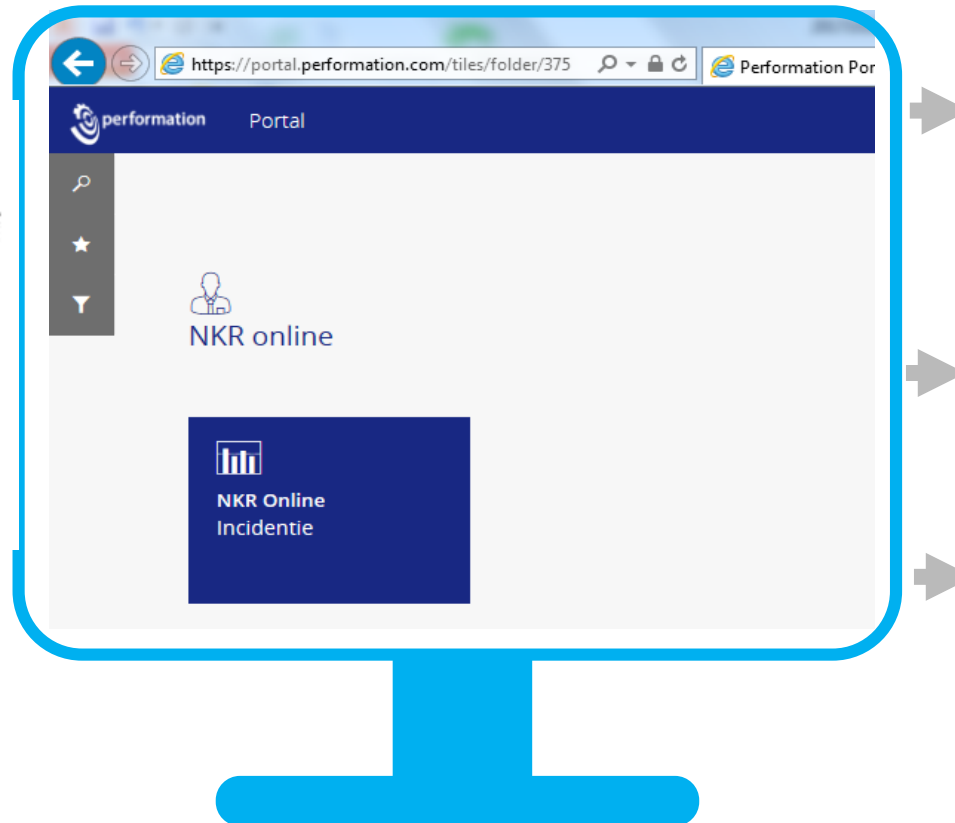 https://portal.performation.com/tiles/folder/375 Performation Por
performation Portal
NKR online
NKR Online
Incidentie